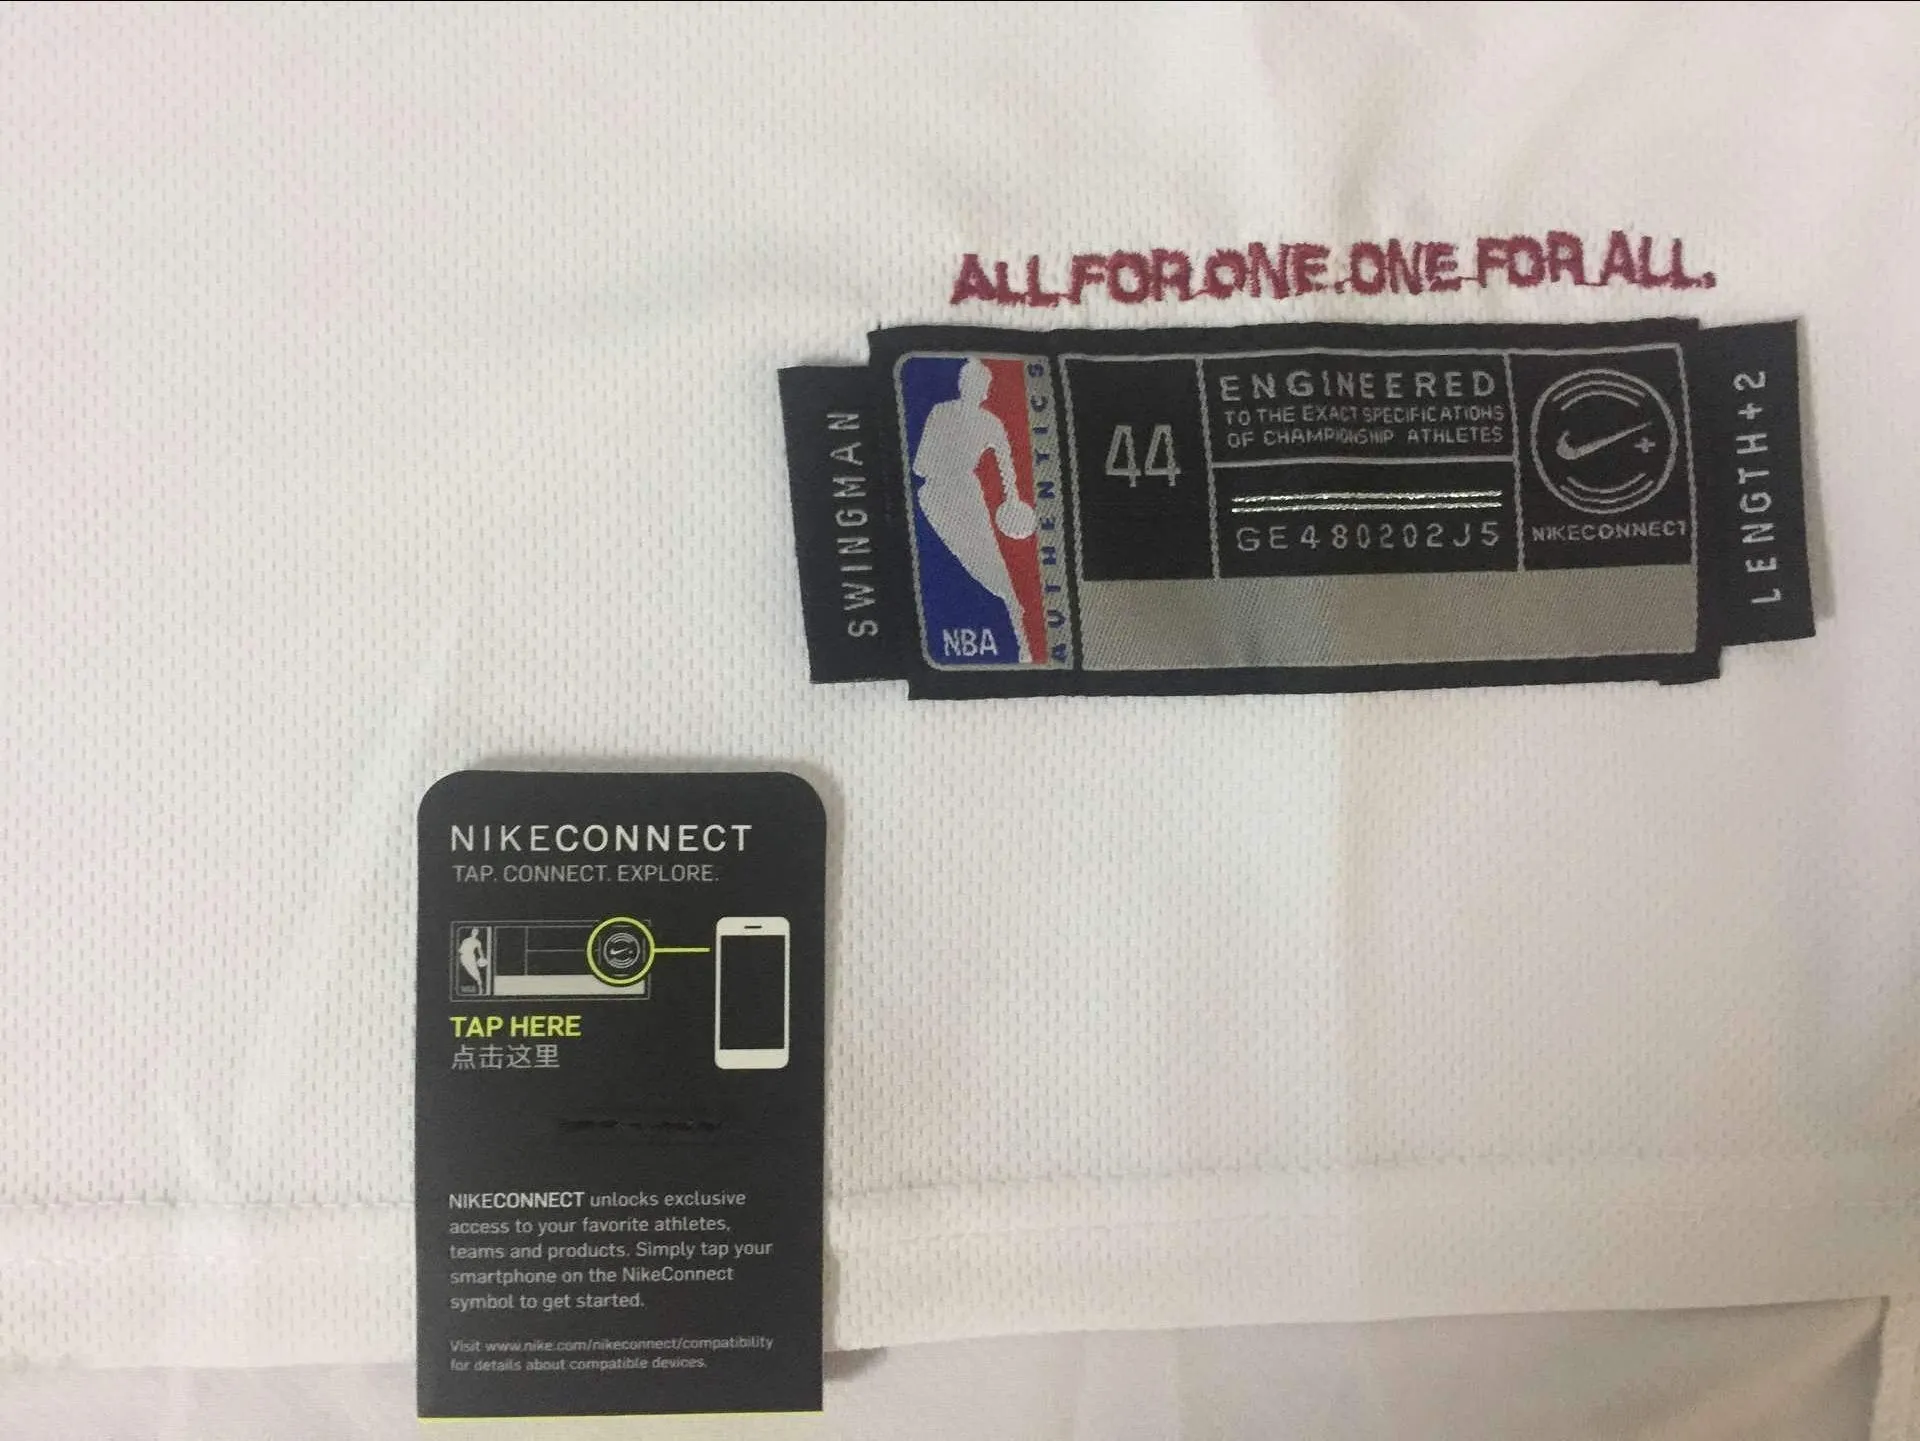 ALL FOR ONE. ONE FOR ALL.
SWINGMAN
NBA
AUTHENTICS
44
ENGINEERED
TO THE EXACT SPECIFICATIONS
OF CHAMPIONSHIP ATHLETES
GE480202J5
NIKECONNECT
LENGTH+2
NIKECONNECT
TAP. CONNECT. EXPLORE.
TAP HERE
点击这里
NIKECONNECT unlocks exclusive
access to your favorite athletes,
teams and products. Simply tap your
smartphone on the NikeConnect
symbol to get started.
Visit www.nike.com/nikeconnect/compatibility
for details about compatible devices.